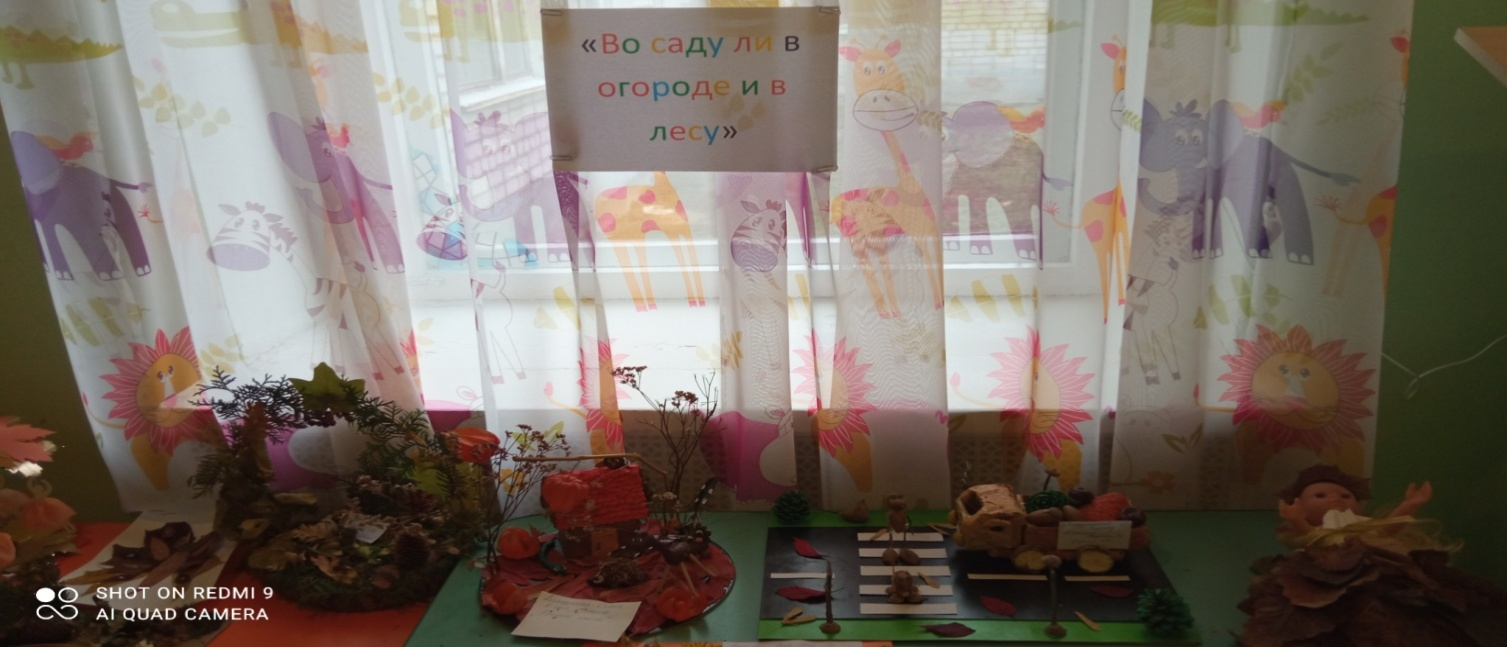 «Во саду ли в
огороде и в
лесу»
SHOT ON REDMI 9
AI QUAD CAMERA